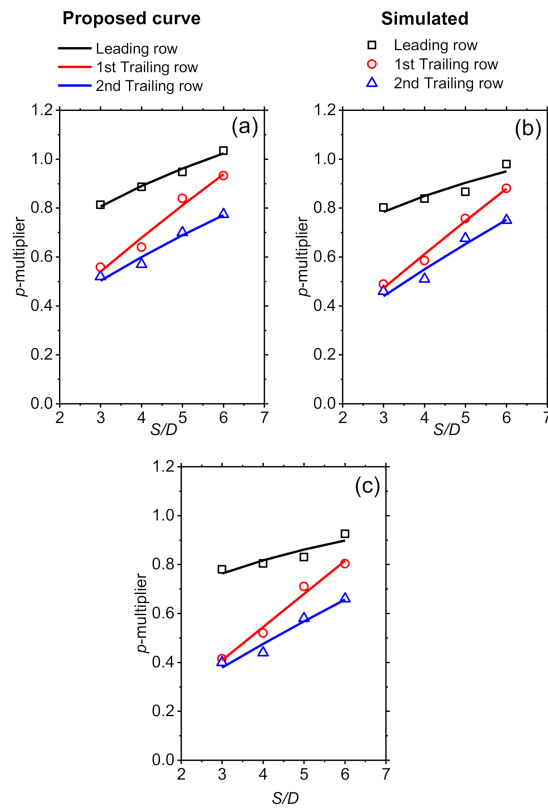 Proposed curve
Simulated
Leading row
1st Trailing row
2nd Trailing row
Leading row
1st Trailing row
2nd Trailing row
1.2
1.0
0.8
0.6
0.4
0.2
0.0
p-multiplier
(a)
2 3 4 5 6 7
S/D
1.2
1.0
0.8
0.6
0.4
0.2
0.0
p-multiplier
(b)
2 3 4 5 6 7
S/D
1.2
1.0
0.8
0.6
0.4
0.2
0.0
p-multiplier
(c)
2 3 4 5 6 7
S/D